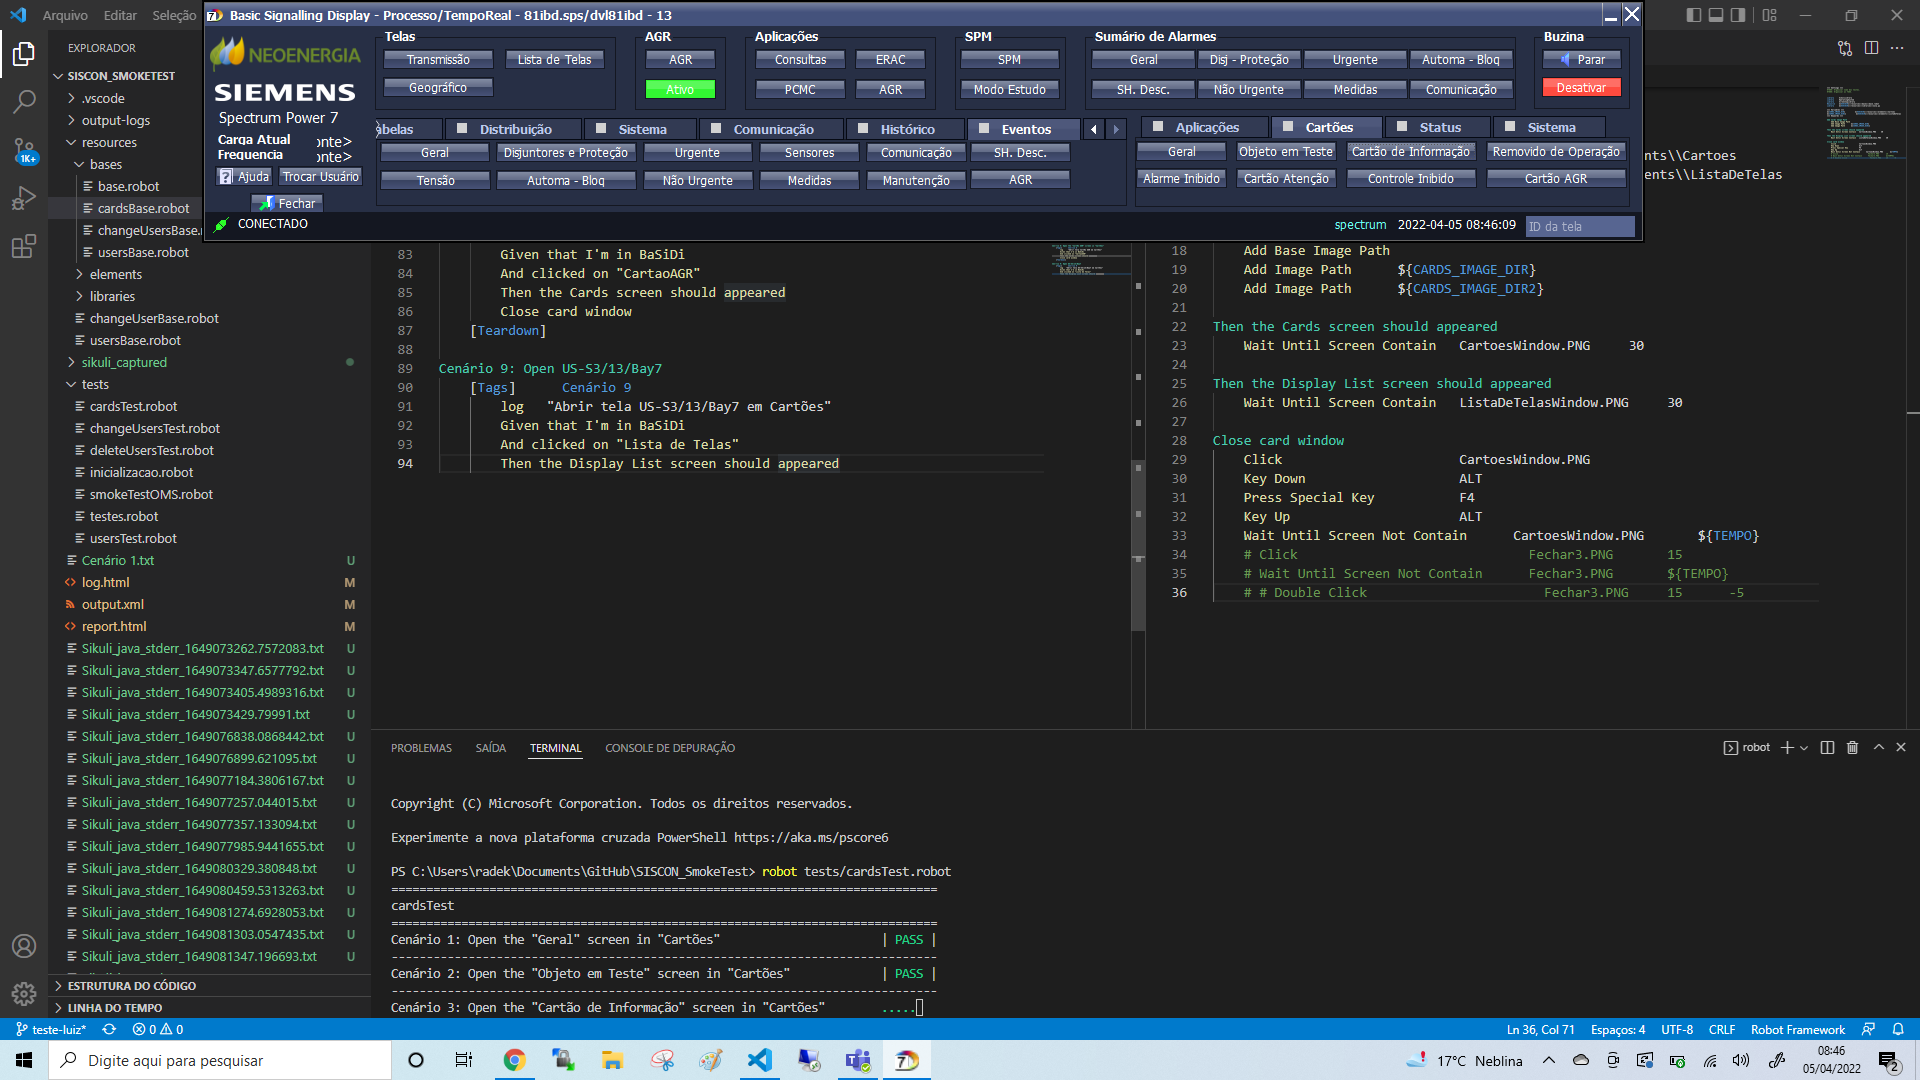 Arquivo Editar Seleção
Basic Signalling Display - Processo/TempoReal - 81ibd.sps/dvl81ibd - 13
NEOENERGIA
SIEMENS
Spectrum Power 7
Carga Atual onte>
Frequencia onte>
Ajuda Trocar Usuário
Fechar
CONECTADO
Telas
Transmissão Lista de Telas
Geográfico
AGR
AGR
Ativo
Aplicações
Consultas ERAC
PCMC AGR
SPM
SPM
Modo Estudo
Sumário de Alarmes
Geral Disj - Proteção Urgente Automa - Bloq
SH. Desc. Não Urgente Medidas Comunicação
Buzina
Parar
Desativar
abelas Distribuição Sistema Comunicação Histórico Eventos
Geral Disjuntores e Proteção Urgente Sensores Comunicação SH. Desc.
Tensão Automa - Bloq Não Urgente Medidas Manutenção AGR
Aplicações Cartões Status Sistema
Geral Objeto em Teste Cartão de Informação Removido de Operação
Alarme Inibido Cartão Atenção Controle Inibido Cartão AGR
spectrum 2022-04-05 08:46:09 ID da tela
EXPLORADOR
SISCON_SMOKETEST
.vscode
output-logs
resources
bases
base.robot
cardsBase.robot
changeUsersBase.
usersBase.robot
elements
libraries
changeUserBase.robot
usersBase.robot
sikuli_captured
tests
cardsTest.robot
changeUsersTest.robot
deleteUsersTest.robot
inicializacao.robot
smokeTestOMS.robot
testes.robot
usersTest.robot
Cenário 1.txt U
log.html M
output.xml M
report.html M
Sikuli_java_stderr_1649073262.7572083.txt U
Sikuli_java_stderr_1649073347.6577792.txt U
Sikuli_java_stderr_1649073405.4989316.txt U
Sikuli_java_stderr_1649073429.79991.txt U
Sikuli_java_stderr_1649076838.0868442.txt U
Sikuli_java_stderr_1649076899.621095.txt U
Sikuli_java_stderr_1649077184.3806167.txt U
Sikuli_java_stderr_1649077257.044015.txt U
Sikuli_java_stderr_1649077357.133094.txt U
Sikuli_java_stderr_1649077985.9441655.txt U
Sikuli_java_stderr_1649080329.380848.txt U
Sikuli_java_stderr_1649080459.5313263.txt U
Sikuli_java_stderr_1649081274.6928053.txt U
Sikuli_java_stderr_1649081303.0547435.txt U
Sikuli_java_stderr_1649081347.196693.txt U
ESTRUTURA DO CÓDIGO
LINHA DO TEMPO
1K+
83 Given that I'm in BaSiDi
84 And clicked on "CartaoAGR"
85 Then the Cards screen should appeared
86 Close card window
87 [Teardown]
88
89 Cenário 9: Open US-S3/13/Bay7
90 [Tags] Cenário 9
91 log "Abrir tela US-S3/13/Bay7 em Cartões"
92 Given that I'm in BaSiDi
93 And clicked on "Lista de Telas"
94 Then the Display List screen should appeared
nts\\Cartoes
ents\\ListaDeTelas
18 Add Base Image Path
19 Add Image Path ${CARDS_IMAGE_DIR}
20 Add Image Path ${CARDS_IMAGE_DIR2}
21
22 Then the Cards screen should appeared
23 Wait Until Screen Contain CartoesWindow.PNG 30
24
25 Then the Display List screen should appeared
26 Wait Until Screen Contain ListaDeTelasWindow.PNG 30
27
28 Close card window
29 Click CartoesWindow.PNG
30 Key Down ALT
31 Press Special Key F4
32 Key Up ALT
33 Wait Until Screen Not Contain CartoesWindow.PNG ${TEMPO}
34 # Click Fechar3.PNG 15
35 # Wait Until Screen Not Contain Fechar3.PNG ${TEMPO}
36 # # Double Click Fechar3.PNG 15 -5
PROBLEMAS SAÍDA TERMINAL CONSOLE DE DEPURAÇÃO
robot
Copyright (C) Microsoft Corporation. Todos os direitos reservados.
Experimente a nova plataforma cruzada PowerShell https://aka.ms/pscore6
PS C:\Users\radek\Documents\GitHub\SISCON_SmokeTest> robot tests/cardsTest.robot
==============================================================================
cardsTest
==============================================================================
Cenário 1: Open the "Geral" screen in "Cartões" | PASS |
------------------------------------------------------------------------------
Cenário 2: Open the "Objeto em Teste" screen in "Cartões" | PASS |
------------------------------------------------------------------------------
Cenário 3: Open the "Cartão de Informação" screen in "Cartões" .....
teste-luiz* 0 0
Ln 36, Col 71 Espaços: 4 UTF-8 CRLF Robot Framework
Digite aqui para pesquisar
17°C Neblina
08:46
05/04/2022
2